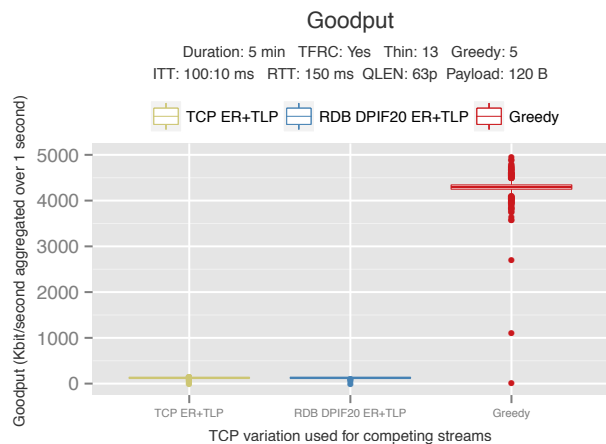 Goodput
Duration: 5 min TFRC: Yes Thin: 13 Greedy: 5
ITT: 100:10 ms RTT: 150 ms QLEN: 63p Payload: 120 B
TCP ER+TLP RDB DPIF20 ER+TLP Greedy
Goodput (Kbit/second aggregated over 1 second)
5000
4000
3000
2000
1000
0
TCP ER+TLP RDB DPIF20 ER+TLP Greedy
TCP variation used for competing streams